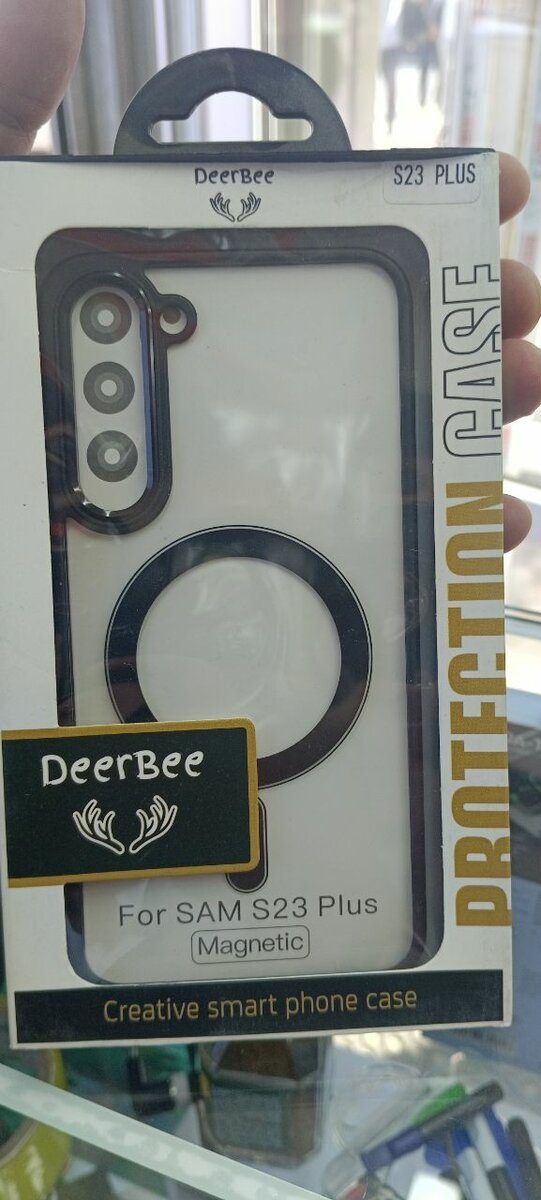 DeerBee
S23 PLUS
PROTECTION CASE
DeerBee
For SAM S23 Plus
Magnetic
Creative smart phone case